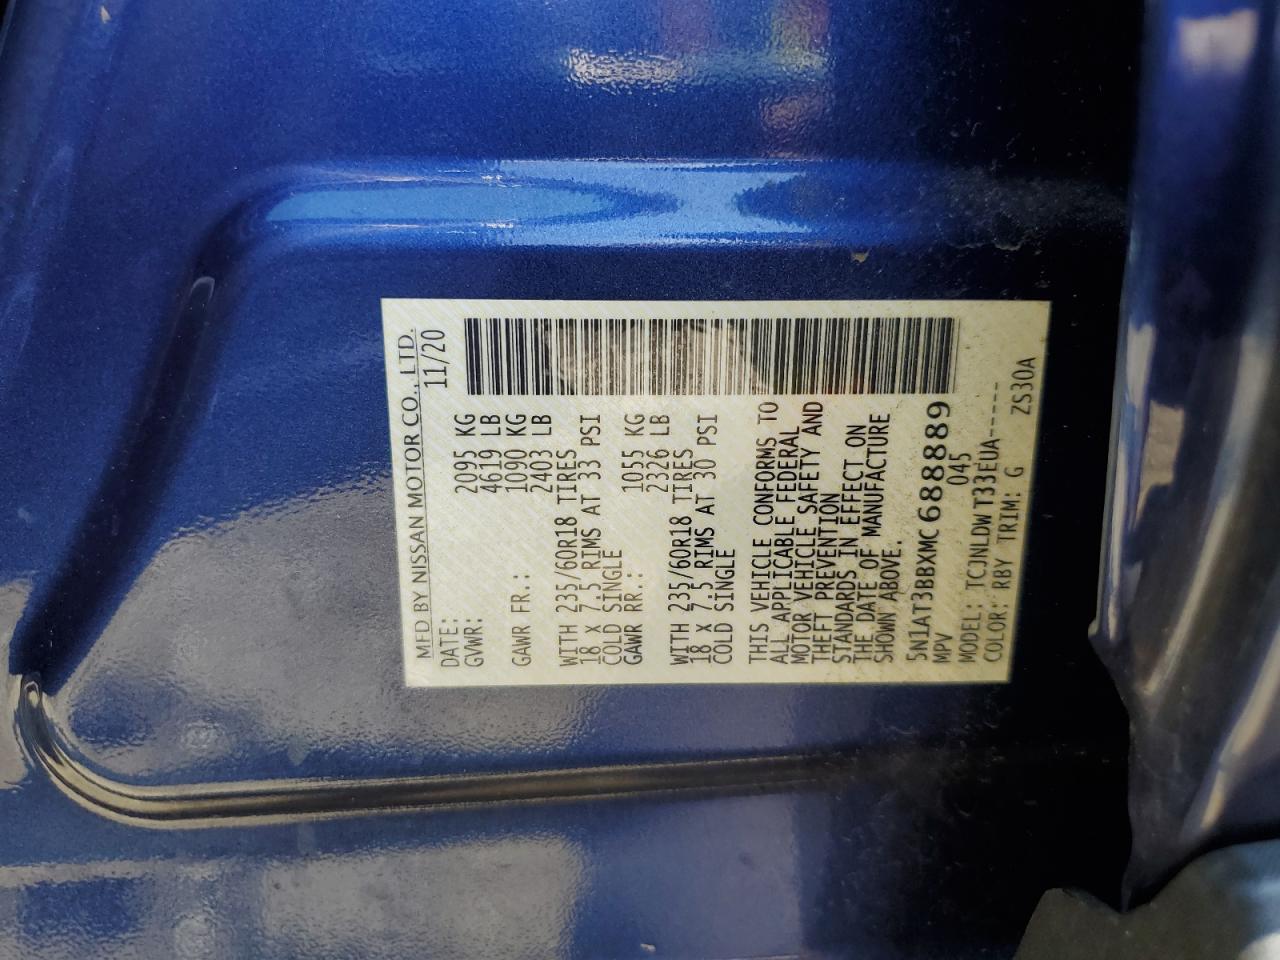 MFD BY NISSAN MOTOR CO., LTD.
DATE: 11/20
GVWR: 2095 KG
4619 LB
GAWR FR.: 1090 KG
2403 LB
WITH 235/60R18 TIRES
18 x 7.5 RIMS AT 33 PSI
COLD SINGLE
GAWR RR.: 1055 KG
2326 LB
WITH 235/60R18 TIRES
18 x 7.5 RIMS AT 30 PSI
COLD SINGLE
THIS VEHICLE CONFORMS TO
ALL APPLICABLE FEDERAL
MOTOR VEHICLE SAFETY AND
THEFT PREVENTION
STANDARDS IN EFFECT ON
THE DATE OF MANUFACTURE
SHOWN ABOVE.
5N1AT3BBXMC688889
MPV 045
MODEL: TCJNLDWT33EUA-----
COLOR: RBY TRIM: G ZS30A